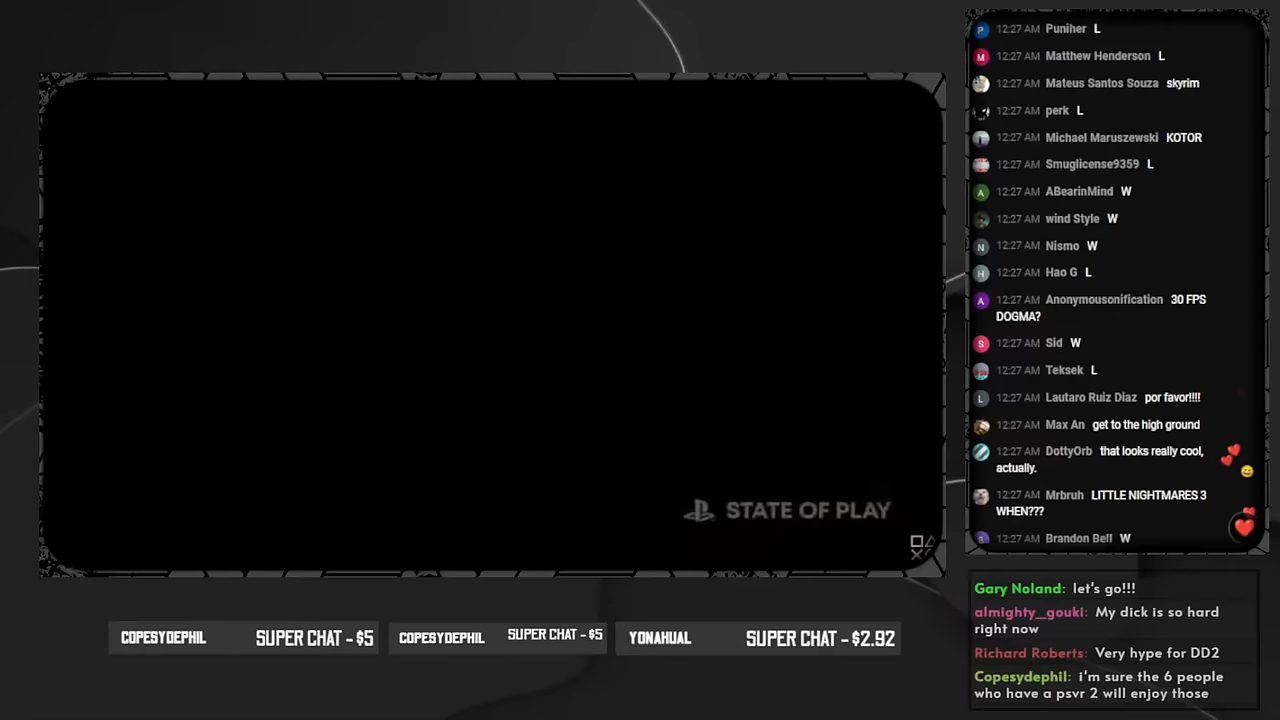 STATE OF PLAY
COPESYDEPHIL SUPER CHAT - $5
COPESYDEPHIL SUPER CHAT - $5
YONAHUAL SUPER CHAT - $2.92
P 12:27 AM Puniher L
M 12:27 AM Matthew Henderson L
12:27 AM Mateus Santos Souza skyrim
12:27 AM perk L
12:27 AM Michael Maruszewski KOTOR
12:27 AM Smuglicense9359 L
A 12:27 AM ABearinMind W
12:27 AM wind Style W
N 12:27 AM Nismo W
H 12:27 AM Hao G L
A 12:27 AM Anonymousonification 30 FPS
DOGMA?
S 12:27 AM Sid W
12:27 AM Teksek L
L 12:27 AM Lautaro Ruiz Diaz por favor!!!!
12:27 AM Max An get to the high ground
12:27 AM DottyOrb that looks really cool,
actually.
12:27 AM Mrbruh LITTLE NIGHTMARES 3
WHEN???
B 12:27 AM Brandon Bell W
Gary Noland: let's go!!!
almighty_gouki: My dick is so hard
right now
Richard Roberts: Very hype for DD2
Copesydephil: i'm sure the 6 people
who have a psvr 2 will enjoy those